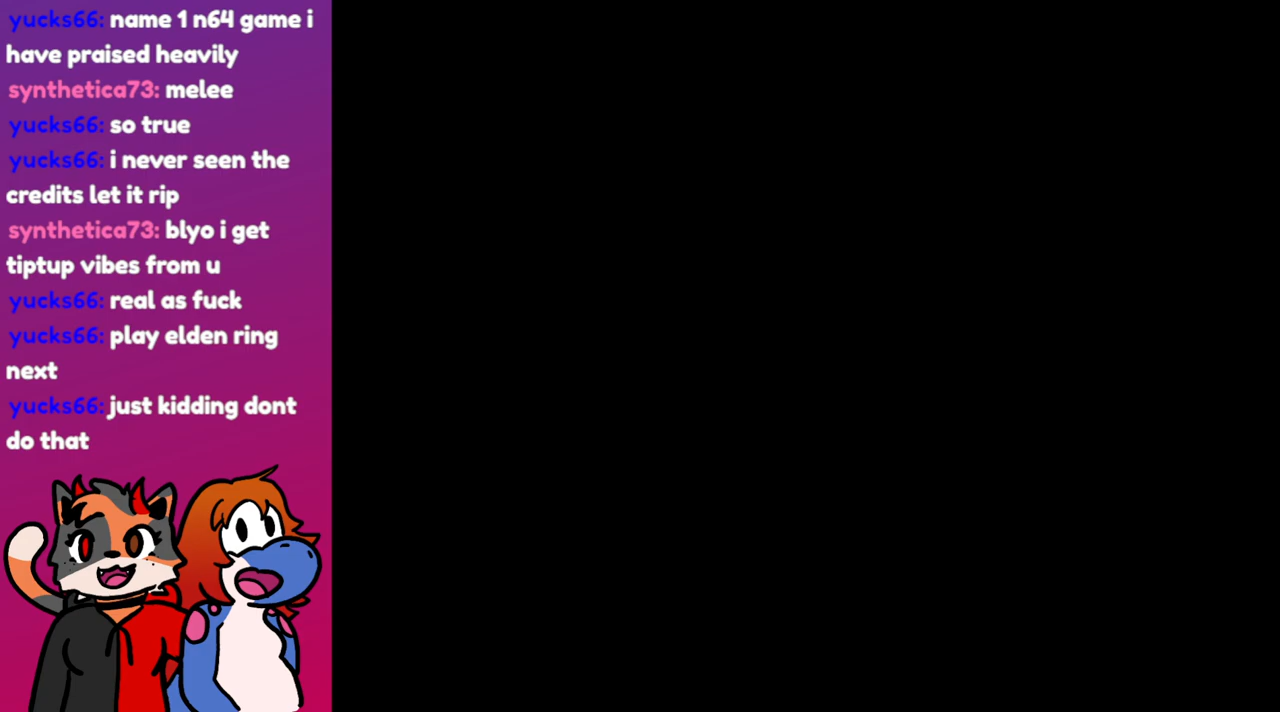 yucks66: name 1 n64 game i
have praised heavily
synthetica73: melee
yucks66: so true
yucks66: i never seen the
credits let it rip
synthetica73: blyo i get
tiptup vibes from u
yucks66: real as fuck
yucks66: play elden ring
next
yucks66: just kidding dont
do that